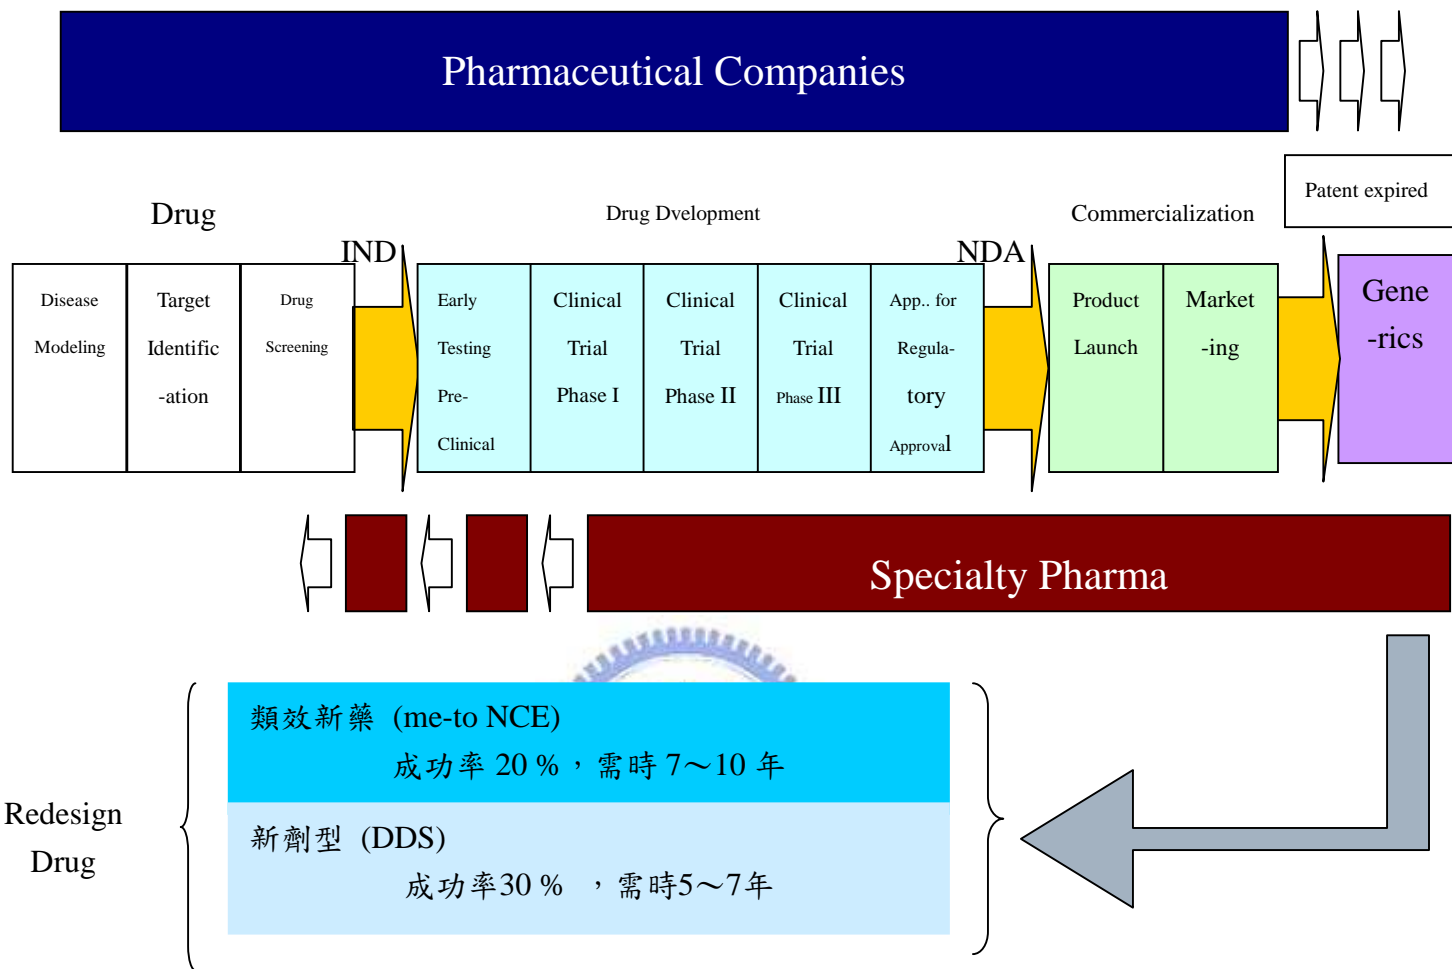 Pharmaceutical Companies
Patent expired
Drug
Drug Dvelopment
Commercialization
IND
NDA
Disease
Modeling
Target
Identific
-ation
Drug
Screening
Early
Testing
Pre-
Clinical
Clinical
Trial
Phase I
Clinical
Trial
Phase II
Clinical
Trial
Phase III
App.. for
Regula-
tory
Approval
Product
Launch
Market
-ing
Gene
-rics
Specialty Pharma
Redesign
Drug
類效新藥 (me-to NCE)
成功率 20 %，需時 7～10 年
新劑型 (DDS)
成功率30 % ，需時5～7年